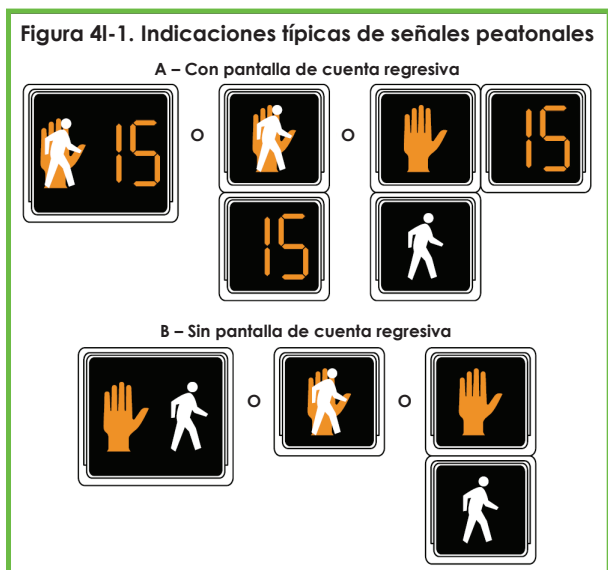 Figura 4I-1. Indicaciones típicas de señales peatonales
A – Con pantalla de cuenta regresiva
15 o o 15
15
B – Sin pantalla de cuenta regresiva
o o